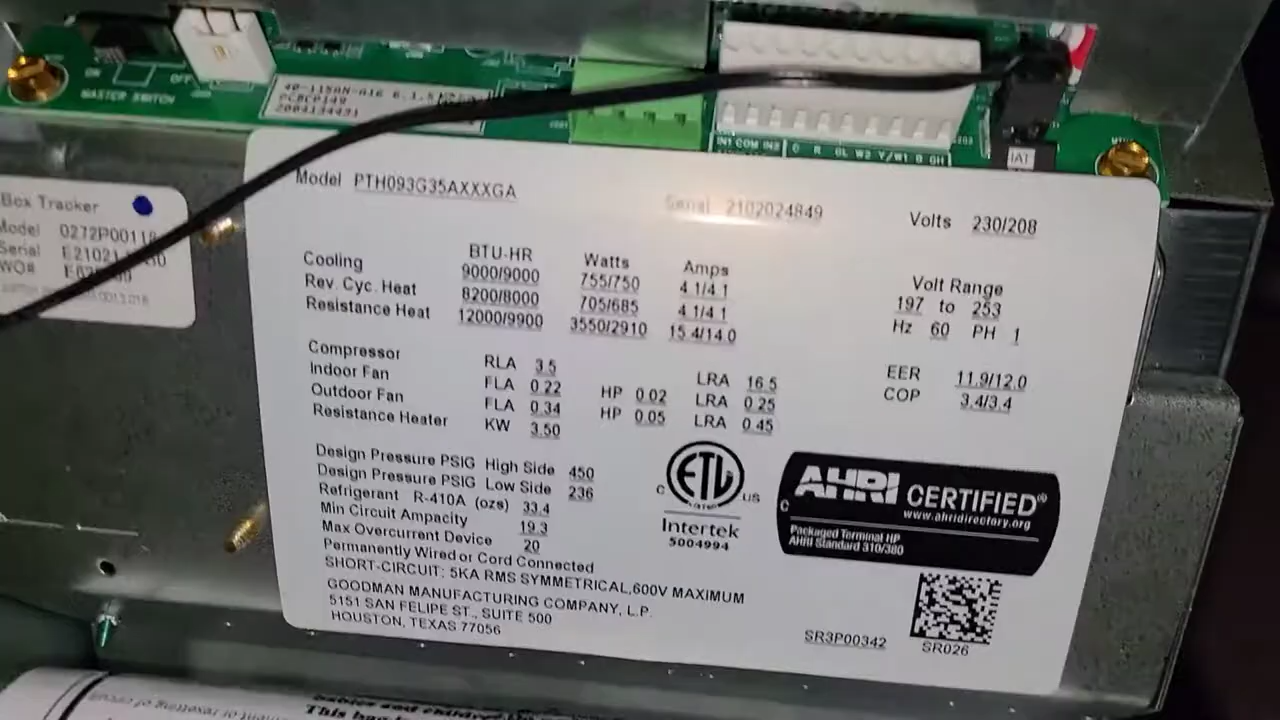 ON OFF
MASTER SWITCH
PCBCP149
2004134491
IN1 COM IN2 C R GL W2 Y/W1 B GH
IAT
Box Tracker
Model 0272P0011
Serial
WO#
Model PTH093G35AXXXGA Serial 2102024849 Volts 230/208
BTU-HR Watts Amps
Cooling 9000/9000 755/750 4.1/4.1
Rev. Cyc. Heat 8200/8000 705/685 4.1/4.1
Resistance Heat 12000/9900 3550/2910 15.4/14.0
Volt Range
197 to 253
Hz 60 PH 1
Compressor RLA 3.5 LRA 16.5
Indoor Fan FLA 0.22 HP 0.02 LRA 0.25
Outdoor Fan FLA 0.34 HP 0.05 LRA 0.45
Resistance Heater KW 3.50
EER 11.9/12.0
COP 3.4/3.4
Design Pressure PSIG High Side 450
Design Pressure PSIG Low Side 236
Refrigerant R-410A (ozs) 33.4
Min Circuit Ampacity 19.3
Max Overcurrent Device 20
Permanently Wired or Cord Connected
SHORT-CIRCUIT: 5KA RMS SYMMETRICAL,600V MAXIMUM
GOODMAN MANUFACTURING COMPANY, L.P.
5151 SAN FELIPE ST., SUITE 500
HOUSTON, TEXAS 77056
ETL
C US
Intertek
5004994
C
AHRI CERTIFIED®
www.ahridirectory.org
Packaged Terminal HP
AHRI Standard 310/380
SR3P00342
SR026
This